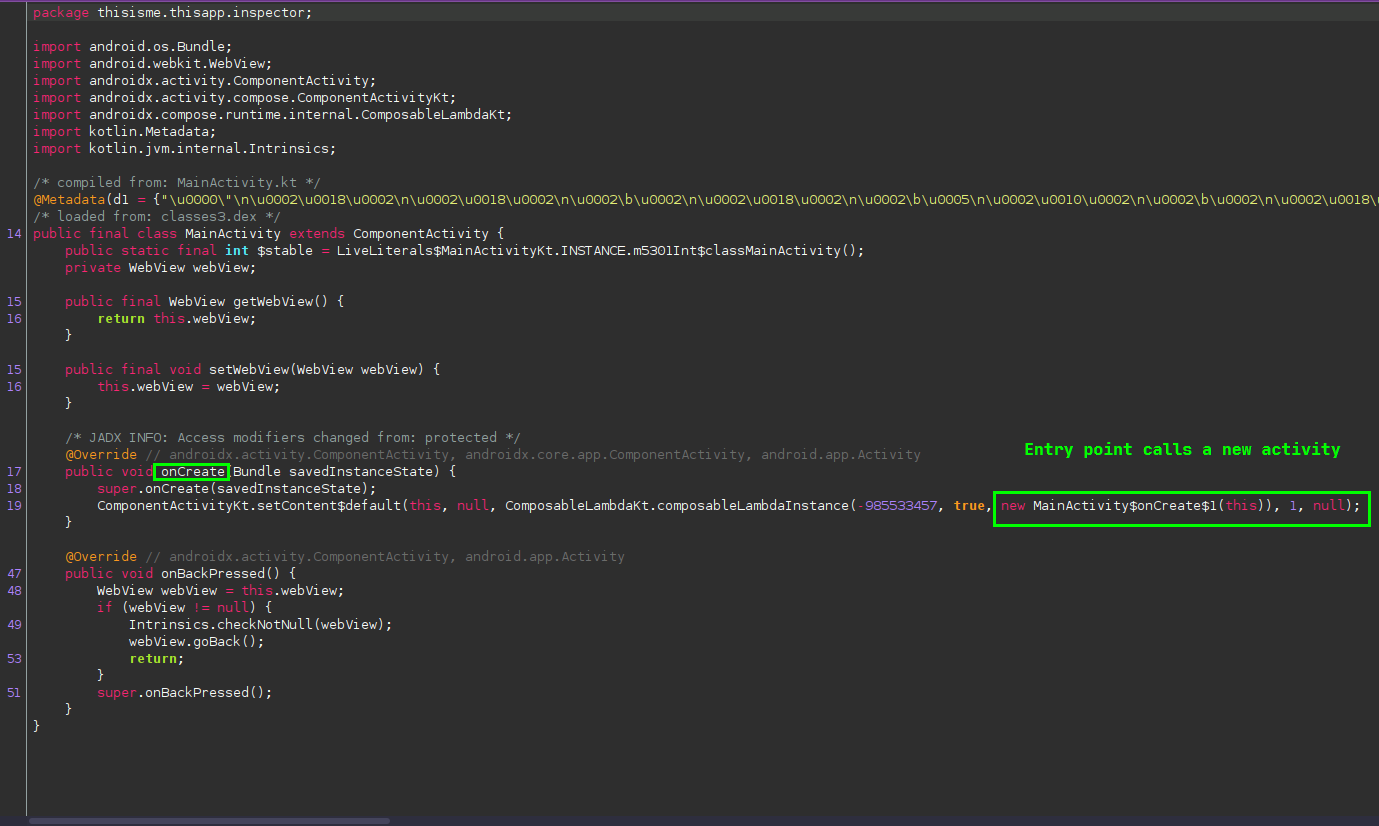 package thisisme.thisapp.inspector;
import android.os.Bundle;
import android.webkit.WebView;
import androidx.activity.ComponentActivity;
import androidx.activity.compose.ComponentActivityKt;
import androidx.compose.runtime.internal.ComposableLambdaKt;
import kotlin.Metadata;
import kotlin.jvm.internal.Intrinsics;
/* compiled from: MainActivity.kt */
@Metadata(d1 = {"\u0000\"\n\u0002\u0018\u0002\n\u0002\u0018\u0002\n\u0002\b\u0002\n\u0002\u0018\u0002\n\u0002\b\u0005\n\u0002\u0010\u0002\n\u0002\b\u0002\n\u0002\u0018\
/* loaded from: classes3.dex */
14 public final class MainActivity extends ComponentActivity {
public static final int $stable = LiveLiterals$MainActivityKt.INSTANCE.m5301Int$classMainActivity();
private WebView webView;
15 public final WebView getWebView() {
16 return this.webView;
}
15 public final void setWebView(WebView webView) {
16 this.webView = webView;
}
/* JADX INFO: Access modifiers changed from: protected */
Entry point calls a new activity
@Override // androidx.activity.ComponentActivity, androidx.core.app.ComponentActivity, android.app.Activity
17 public void onCreate(Bundle savedInstanceState) {
18 super.onCreate(savedInstanceState);
19 ComponentActivityKt.setContent$default(this, null, ComposableLambdaKt.composableLambdaInstance(-985533457, true, new MainActivity$onCreate$1(this)), 1, null);
}
@Override // androidx.activity.ComponentActivity, android.app.Activity
47 public void onBackPressed() {
48 WebView webView = this.webView;
if (webView != null) {
49 Intrinsics.checkNotNull(webView);
webView.goBack();
53 return;
}
51 super.onBackPressed();
}
}